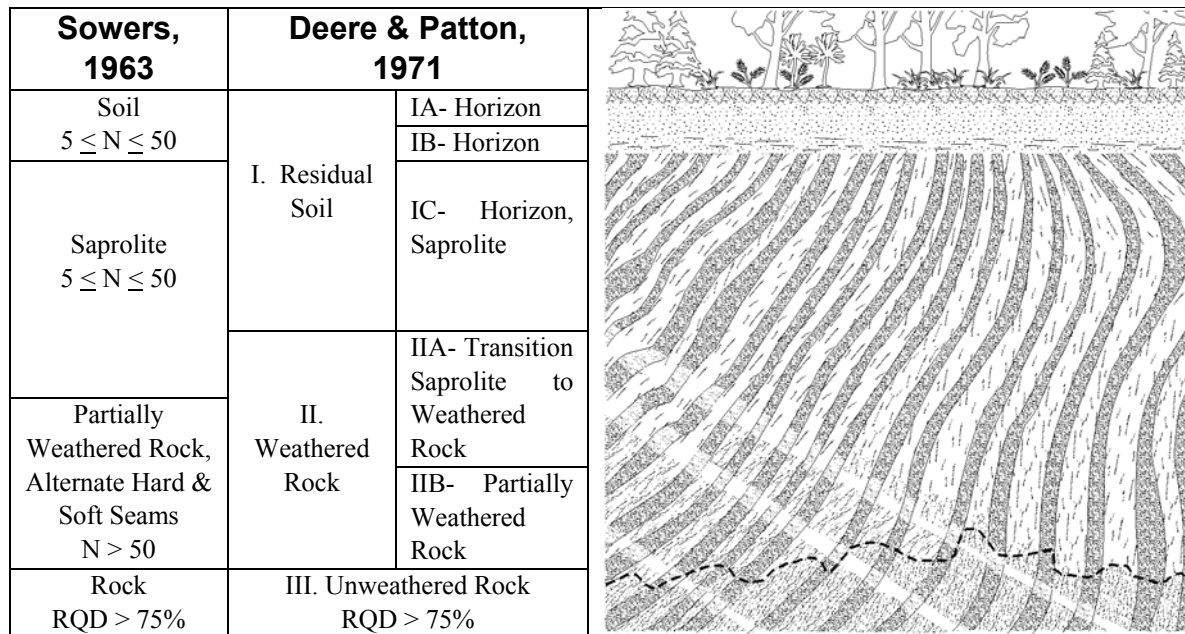 Sowers,
1963
Deere & Patton,
1971
Soil
5 ≤ N ≤ 50
I. Residual
Soil
IA- Horizon
IB- Horizon
Saprolite
5 ≤ N ≤ 50
IC- Horizon,
Saprolite
II.
Weathered
Rock
IIA- Transition
Saprolite to
Weathered
Rock
Partially
Weathered Rock,
Alternate Hard &
Soft Seams
N > 50
IIB- Partially
Weathered
Rock
Rock
RQD > 75%
III. Unweathered Rock
RQD > 75%